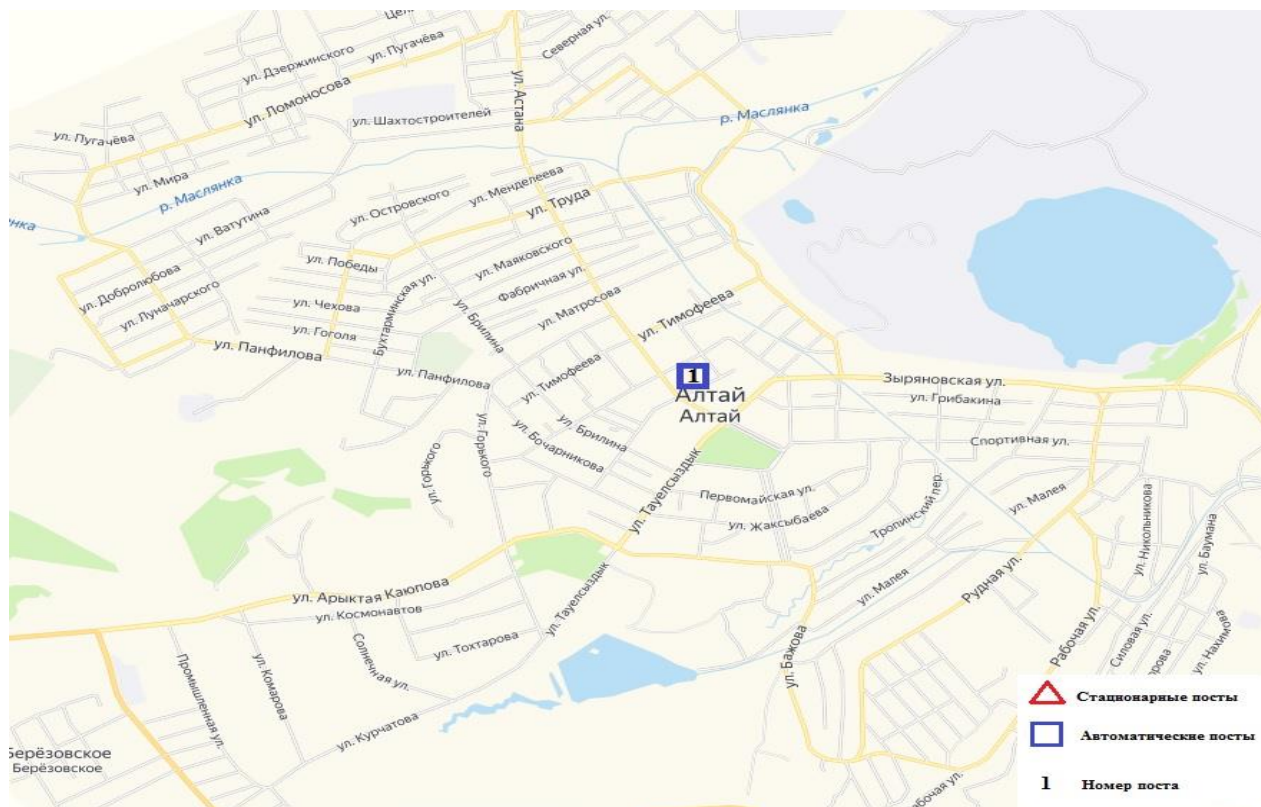 ул. Дзержинского
ул. Пугачёва
Северная ул.
ул. Ломоносова
ул. Астана
ул. Шахтостроителей
р. Маслянка
ул. Пугачёва
ул. Мира
р. Маслянка
ул. Менделеева
ул. Островского
ул. Труда
ул. Ватутина
ул. Победы
ул. Маяковского
ул. Добролюбова
Фабричная ул.
ул. Луначарского
ул. Чехова
Бухтарминская ул.
ул. Матросова
ул. Тимофеева
ул. Гоголя
ул. Брилина
ул. Панфилова
ул. Панфилова
ул. Тимофеева
1
Алтай
Алтай
Зыряновская ул.
ул. Грибакина
Спортивная ул.
ул. Брилина
ул. Бочарникова
ул. Горького
ул. Горького
ул. Тауелсыздык
Первомайская ул.
ул. Жаксыбаева
Тропинский пер.
ул. Малея
ул. Никольникова
ул. Баумана
ул. Малея
Рудная ул.
ул. Арыктая Каюпова
ул. Космонавтов
ул. Тауелсыздык
ул. Тохтарова
Солнечная ул.
ул. Комарова
Промышленная ул.
ул. Курчатова
ул. Бажова
Рабочая ул.
Силовая ул.
ул. Нахимова
Берёзовское
Берёзовское
Стационарные посты
Автоматические посты
1 Номер поста